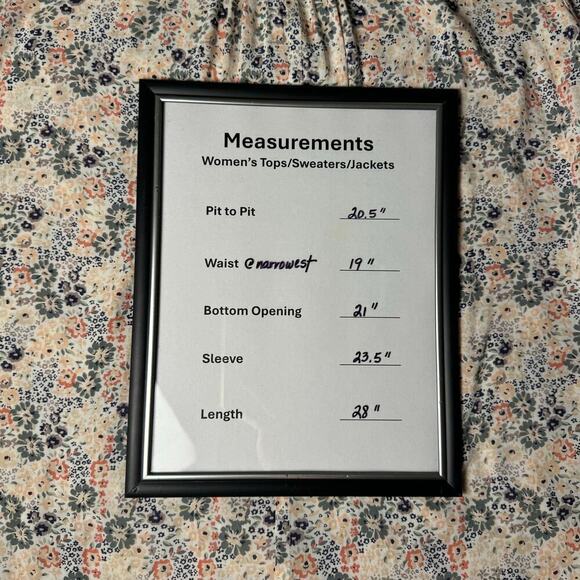 Measurements
Women's Tops/Sweaters/Jackets
Pit to Pit 20.5"
Waist @narrowest 19"
Bottom Opening 21"
Sleeve 23.5"
Length 28"